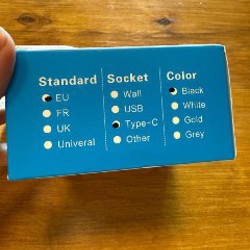 Standard Socket Color
EU Wall Black
FR USB White
UK Type-C Gold
Univeral Other Grey